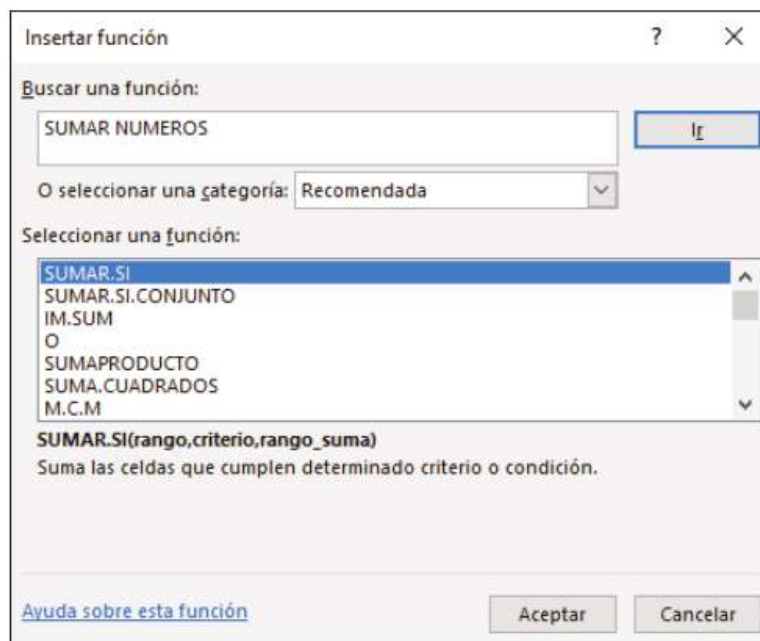 Insertar función ? X
Buscar una función:
SUMAR NUMEROS
Ir
O seleccionar una categoría: Recomendada
Seleccionar una función:
SUMAR.SI
SUMAR.SI.CONJUNTO
IM.SUM
O
SUMAPRODUCTO
SUMA.CUADRADOS
M.C.M
SUMAR.SI(rango,criterio,rango_suma)
Suma las celdas que cumplen determinado criterio o condición.
Ayuda sobre esta función
Aceptar
Cancelar